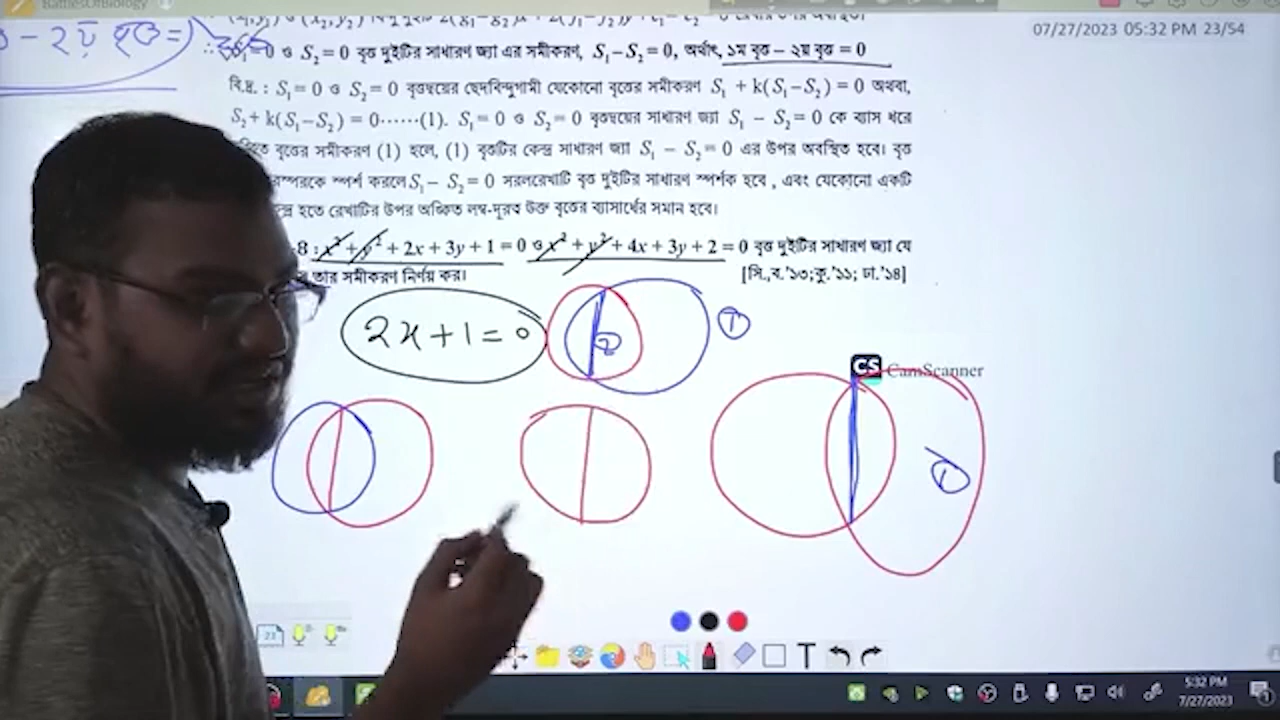 BattlesOfBiology
07/27/2023 05:32 PM 23/54
S₂ = 0 বৃত্ত দুইটির সাধারণ জ্যা এর সমীকরণ, S₁−S₂ = 0, অর্থাৎ, ১ম বৃত্ত − ২য় বৃত্ত = 0
বি.দ্র. : S₁ = 0 ও S₂ = 0 বৃত্তদ্বয়ের ছেদবিন্দুগামী যেকোনো বৃত্তের সমীকরণ S₁ + k(S₁−S₂) = 0 অথবা,
S₂+ k(S₁−S₂) = 0······(1). S₁ = 0 ও S₂ = 0 বৃত্তদ্বয়ের সাধারণ জ্যা S₁ − S₂ = 0 কে ব্যাস ধরে
বৃত্তের সমীকরণ (1) হলে, (1) বৃত্তটির কেন্দ্র সাধারণ জ্যা S₁ − S₂ = 0 এর উপর অবস্থিত হবে। বৃত্ত
স্পর্শ করলে S₁− S₂ = 0 সরলরেখাটি বৃত্ত দুইটির সাধারণ স্পর্শক হবে , এবং যেকোনো একটি
হতে রেখাটির উপর অঙ্কিত লম্ব-দূরত্ব উক্ত বৃত্তের ব্যাসার্ধের সমান হবে।
8 : x² + y² + 2x + 3y + 1 = 0 ও x² + y² + 4x + 3y + 2 = 0 বৃত্ত দুইটির সাধারণ জ্যা যে
তার সমীকরণ নির্ণয় কর। [সি.,ব.'১৩;কু.'১১; ঢা.'১৪]
2x + 1 = 0
CS CamScanner
23
T
5:32 PM
7/27/2023